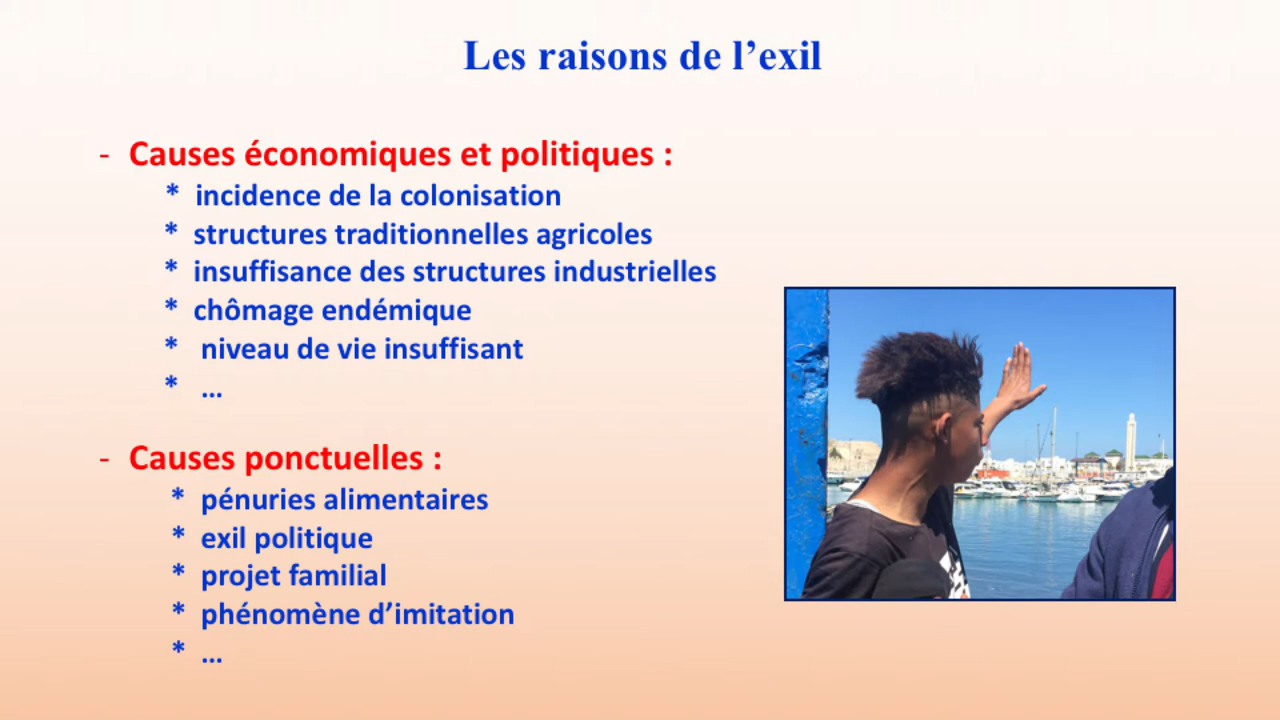 Les raisons de l’exil
- Causes économiques et politiques :
* incidence de la colonisation
* structures traditionnelles agricoles
* insuffisance des structures industrielles
* chômage endémique
* niveau de vie insuffisant
* …
- Causes ponctuelles :
* pénuries alimentaires
* exil politique
* projet familial
* phénomène d’imitation
* …